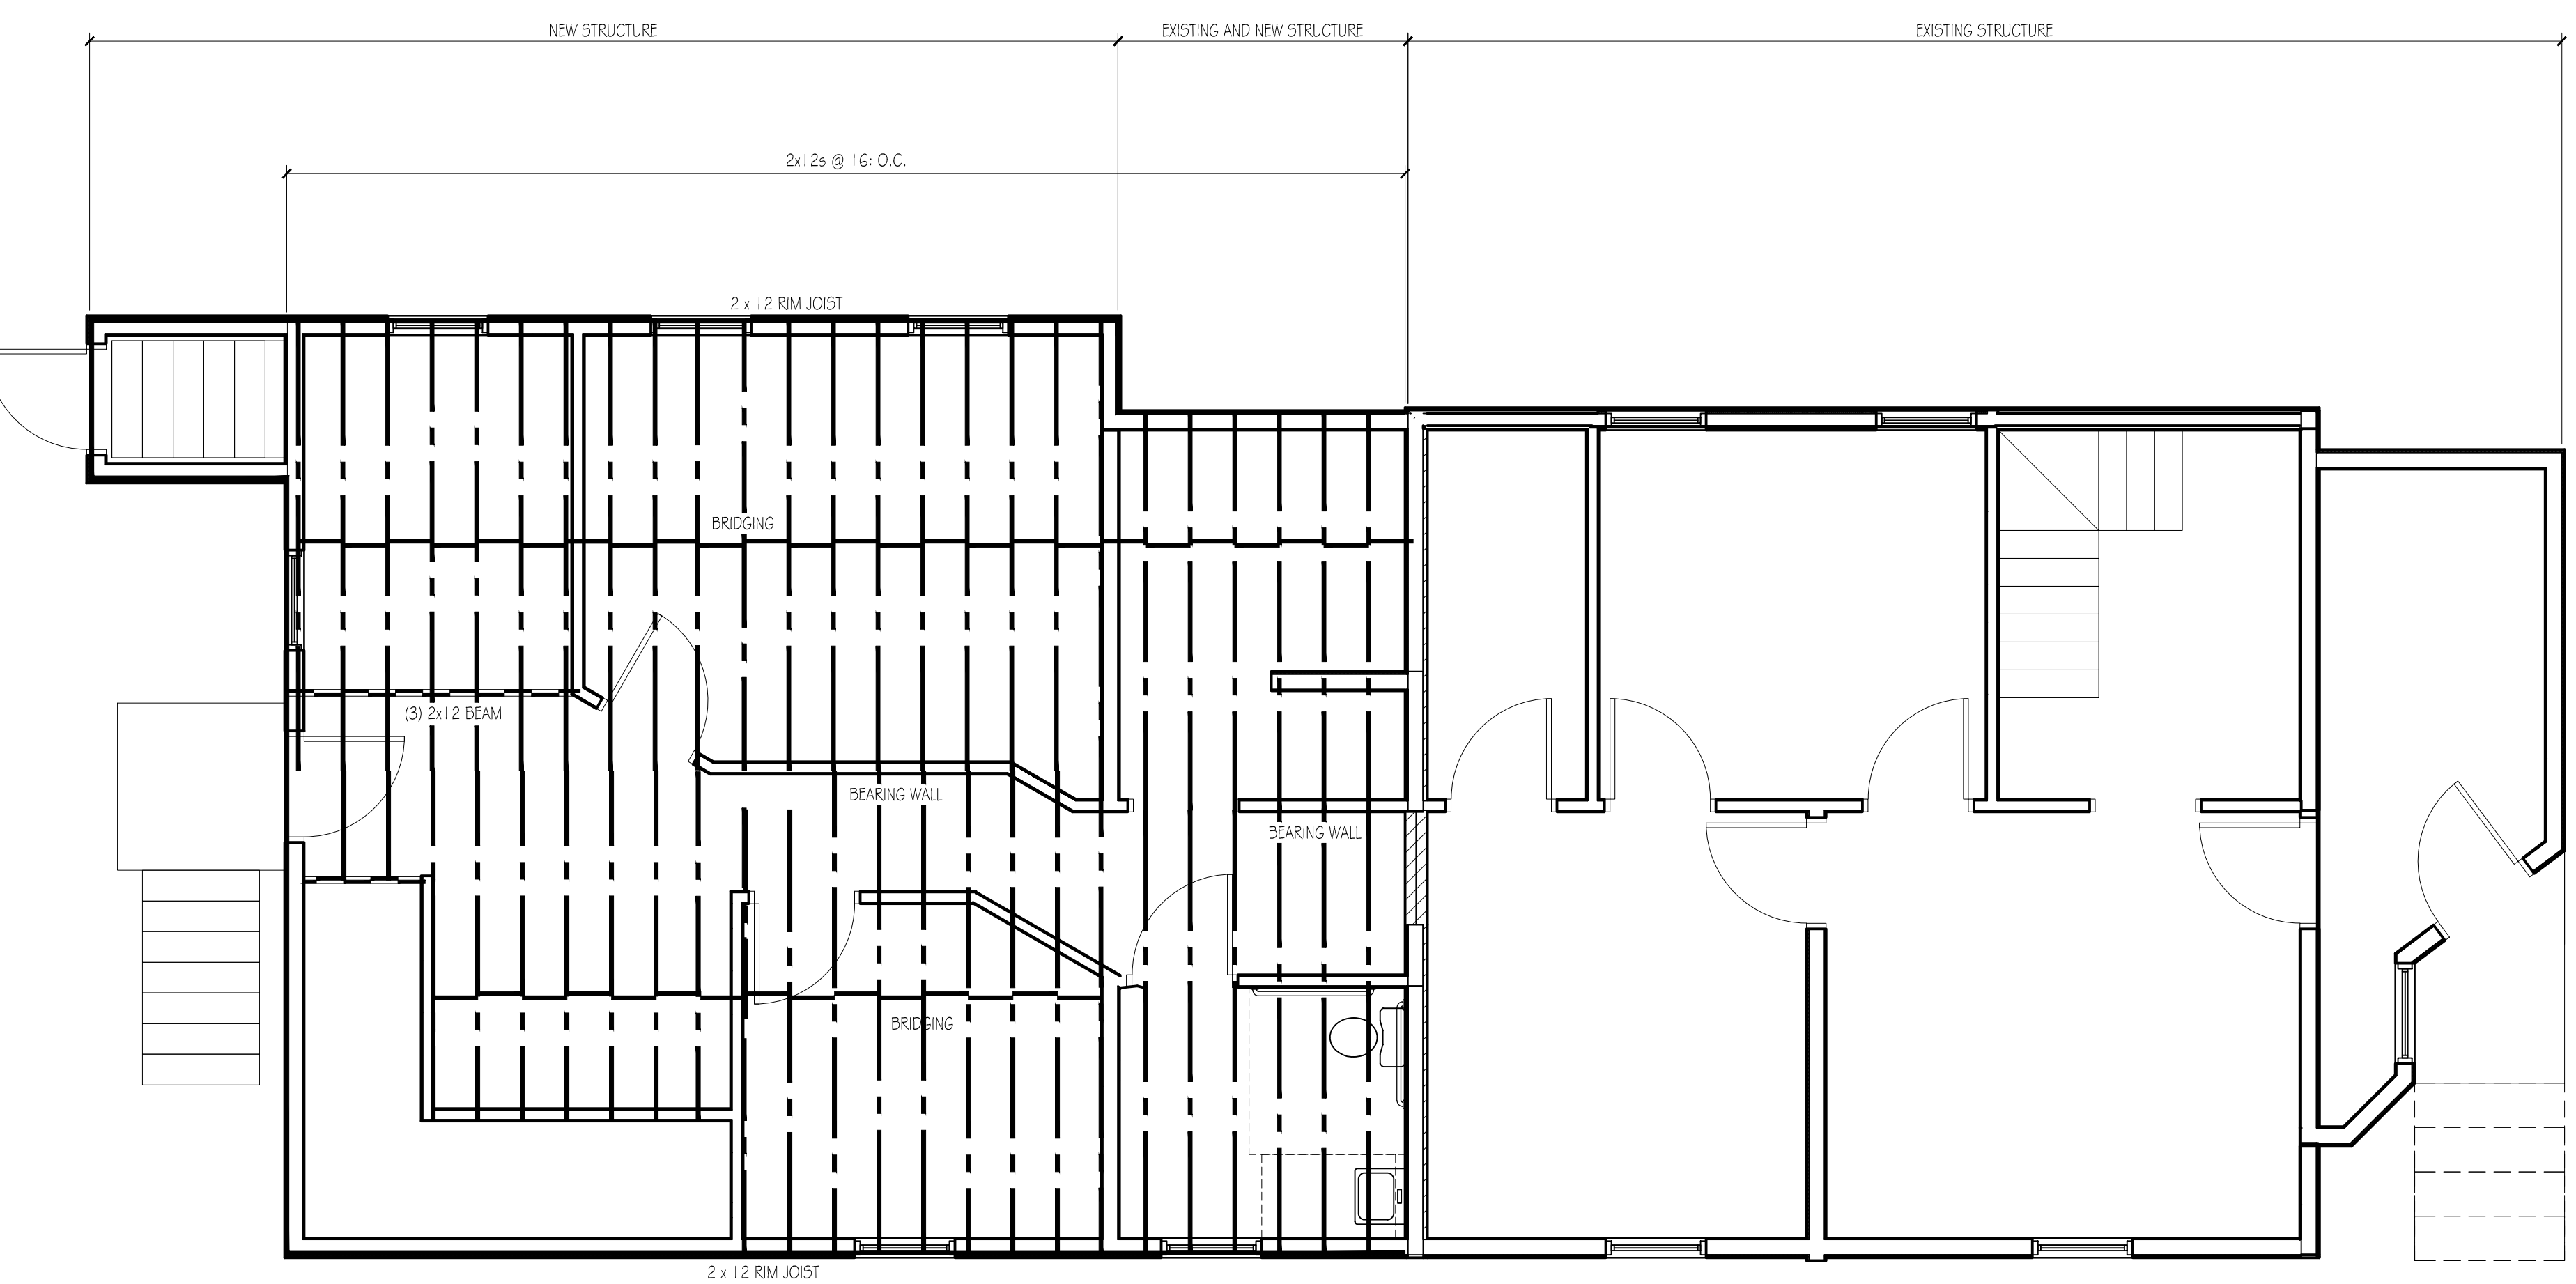 NEW STRUCTURE
EXISTING AND NEW STRUCTURE
EXISTING STRUCTURE
2x12s @ 16: O.C.
2 x 12 RIM JOIST
BRIDGING
(3) 2x12 BEAM
BEARING WALL
BEARING WALL
BRIDGING
2 x 12 RIM JOIST